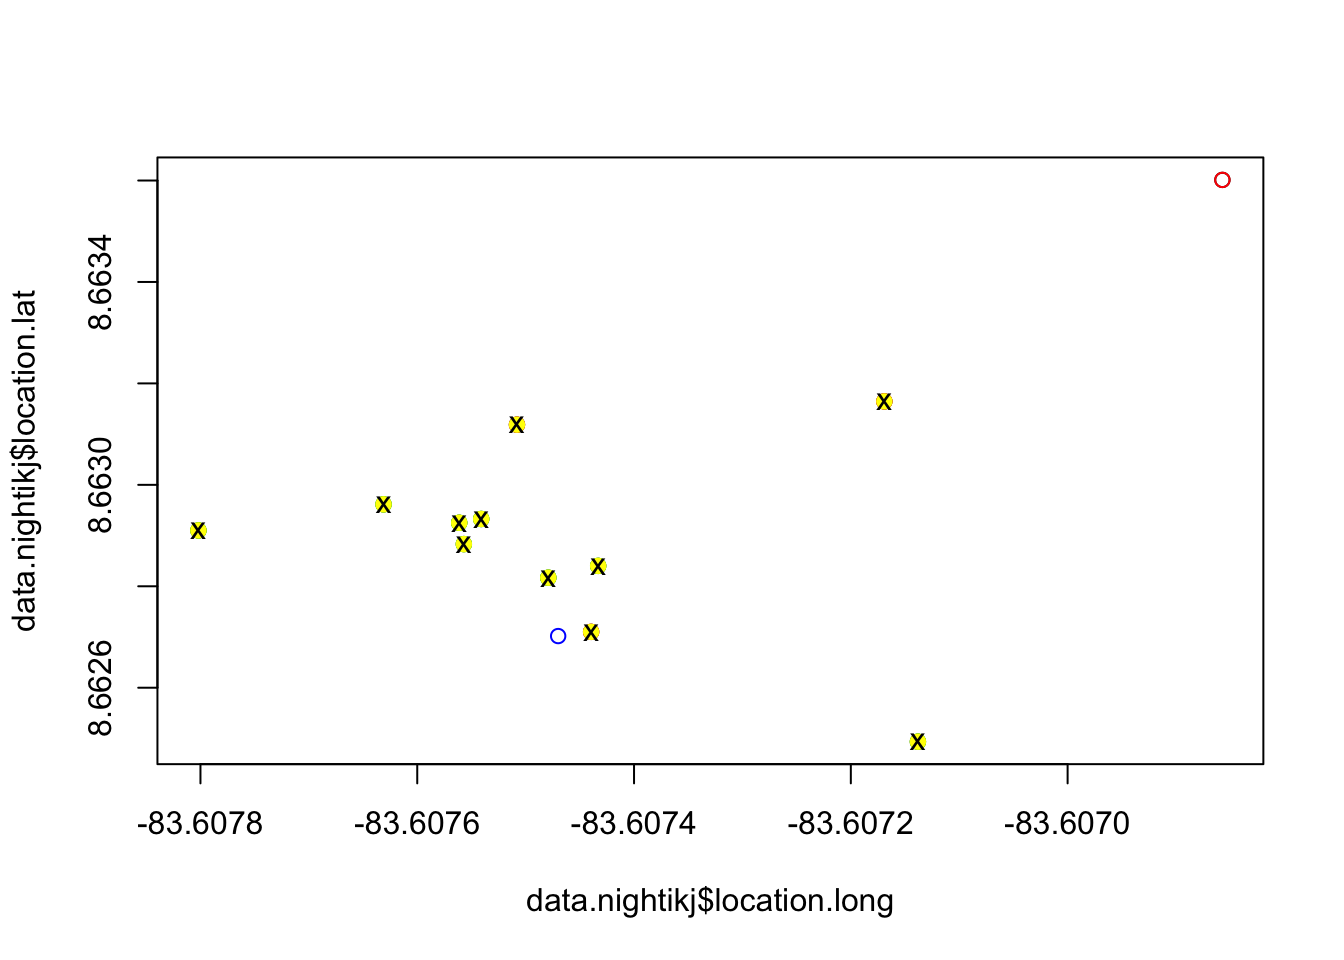 data.nightikj$location.lat
8.6634
8.6630
8.6626
x
x
x
x
x
x
x
x
x
x
x
-83.6078 -83.6076 -83.6074 -83.6072 -83.6070
data.nightikj$location.long